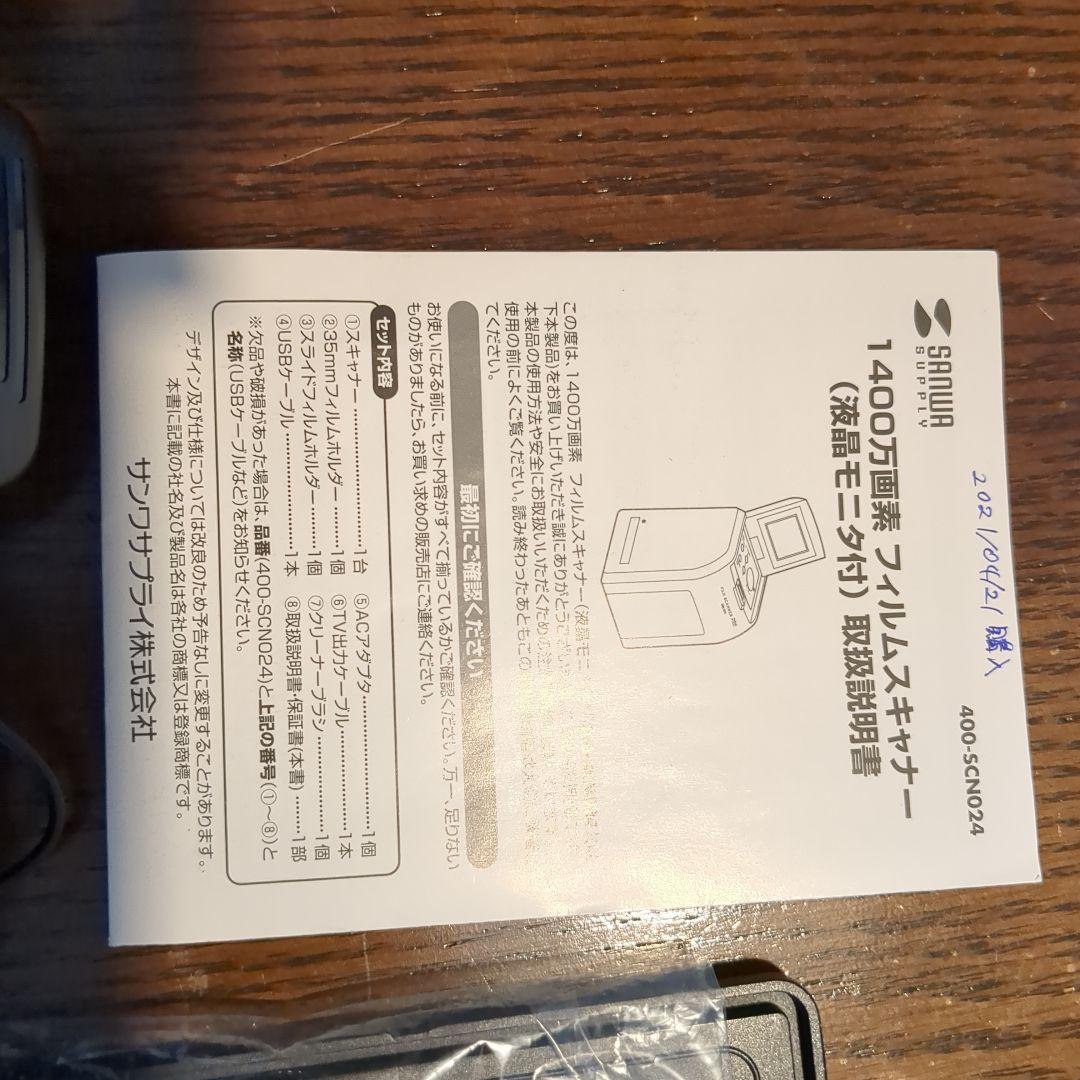 2021/04/21 購入
SANWA
SUPPLY
400-SCN024
1400万画素 フィルムスキャナー
(液晶モニタ付) 取扱説明書
この度は、1400万画素 フィルムスキャナー(液晶モニ
下本製品)をお買い上げいただき誠にありがとうござい
本製品の使用方法や安全にお取扱いいただくための注
使用の前によくご覧ください。読み終わったあともこの
てください。
最初にご確認ください
お使いになる前に、セット内容がすべて揃っているかご確認ください。万一、足りない
ものがありましたら、お買い求めの販売店にご連絡ください。
セット内容
①スキャナー………………………1台 ⑤ACアダプタ………………………1個
②35mmフィルムホルダー………1個 ⑥TV出力ケーブル…………………1本
③スライドフィルムホルダー………1個 ⑦クリーナーブラシ…………………1個
④USBケーブル……………………1本 ⑧取扱説明書・保証書(本書)………1部
※欠品や破損があった場合は、品番(400-SCN024)と上記の番号(①〜⑧)と
名称(USBケーブルなど)をお知らせください。
デザイン及び仕様については改良のため予告なしに変更することがあります。
本書に記載の社名及び製品名は各社の商標又は登録商標です。
サンワサプライ株式会社